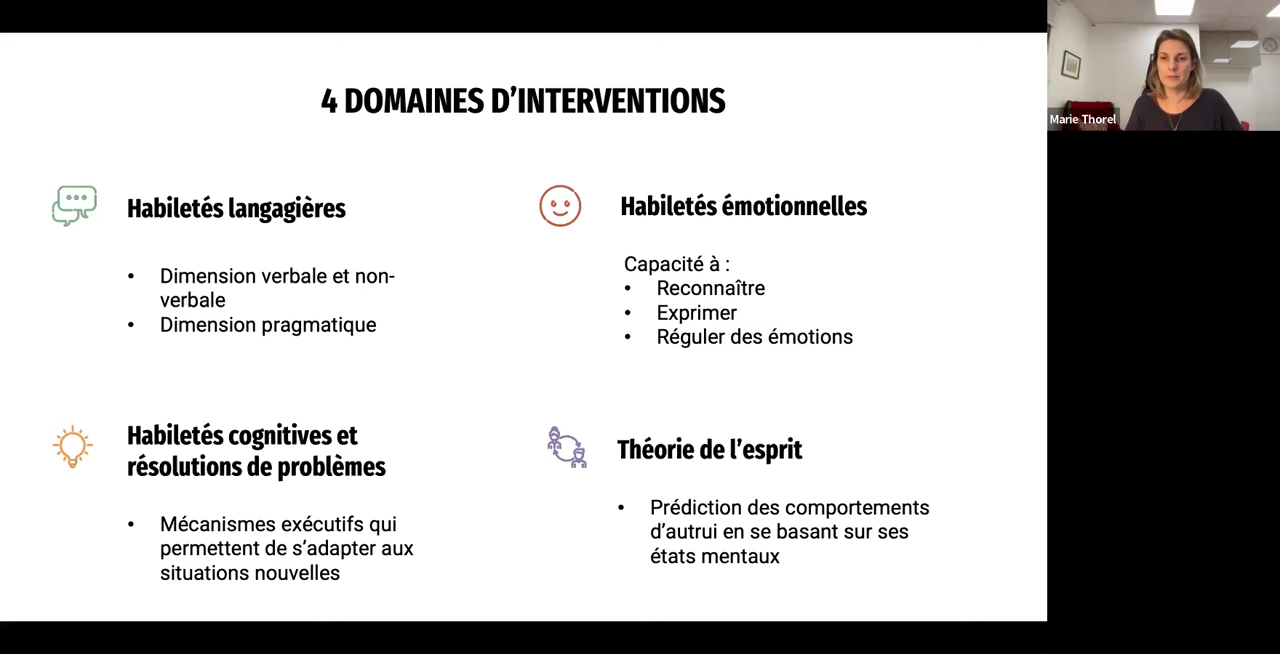 4 DOMAINES D’INTERVENTIONS
Marie Thorel
Habiletés langagières
• Dimension verbale et non-
verbale
• Dimension pragmatique
Habiletés émotionnelles
Capacité à :
• Reconnaître
• Exprimer
• Réguler des émotions
Habiletés cognitives et
résolutions de problèmes
• Mécanismes exécutifs qui
permettent de s’adapter aux
situations nouvelles
Théorie de l’esprit
• Prédiction des comportements
d’autrui en se basant sur ses
états mentaux